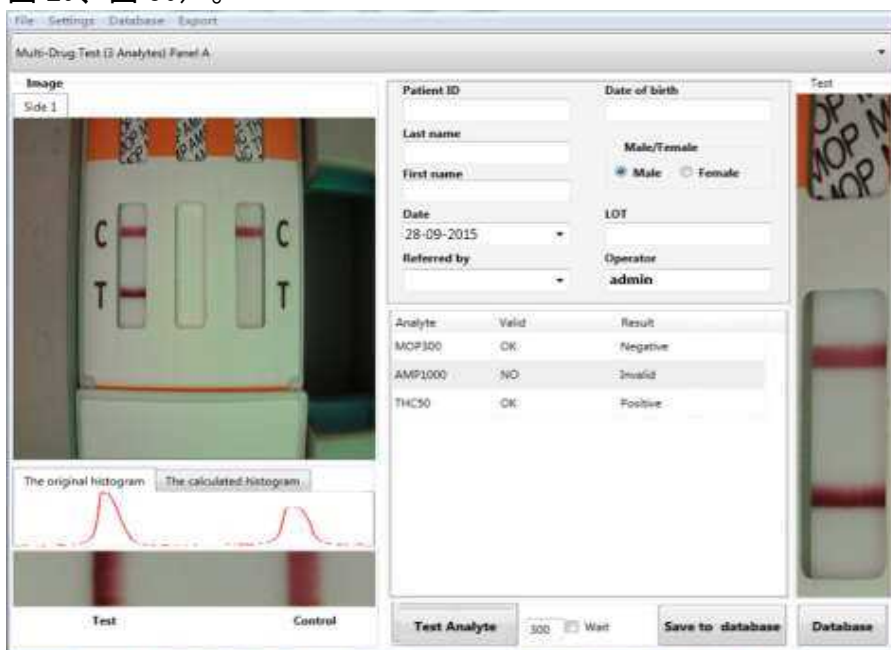 File Settings Database Export
Multi-Drug Test (3 Analytes) Panel A
Image
Side 1
C C
T T
The original histogram The calculated histogram
Test Control
Patient ID Date of birth
Last name
Male/Female
Male Female
First name
Date LOT
28-09-2015
Referred by Operator
admin
Analyte Valid Result
MOP300 OK Negative
AMP1000 NO Invalid
THC50 OK Positive
Test Analyte 300 Wait Save to database Database
Test
MOP
MOP